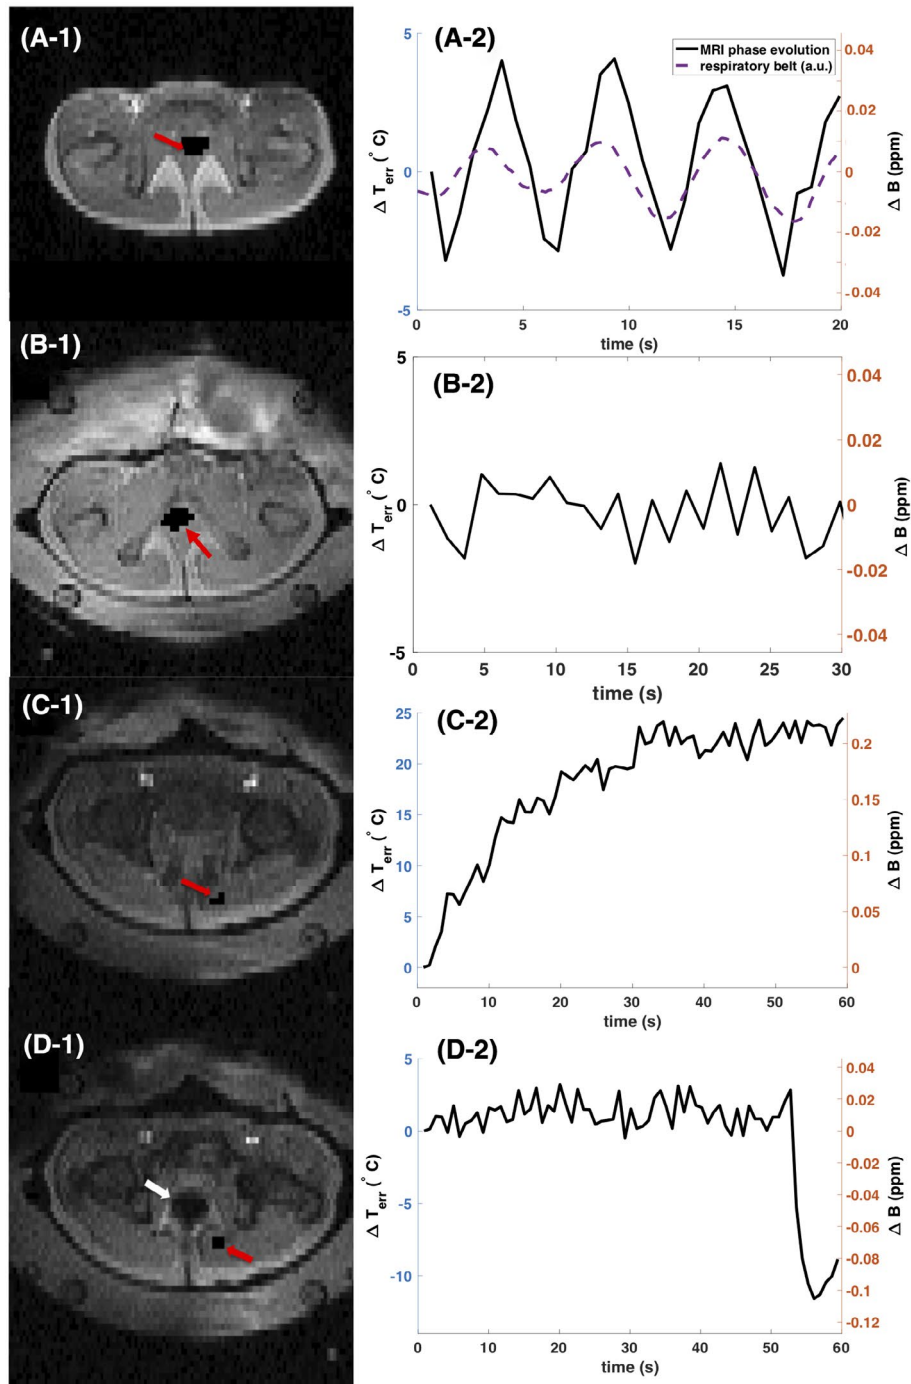 (A-1)
(A-2)
MRI phase evolution
respiratory belt (a.u.)
5
0
-5
Δ T_err (° C)
0.04
0.02
0
-0.02
-0.04
Δ B (ppm)
0 5 10 15 20
time (s)
(B-1)
(B-2)
5
0
-5
Δ T_err (° C)
0.04
0.02
0
-0.02
-0.04
Δ B (ppm)
0 5 10 15 20 25 30
time (s)
(C-1)
(C-2)
25
20
15
10
5
0
Δ T_err (° C)
0.2
0.15
0.1
0.05
0
Δ B (ppm)
0 10 20 30 40 50 60
time (s)
(D-1)
(D-2)
5
0
-5
-10
Δ T_err (° C)
0.04
0.02
0
-0.02
-0.04
-0.06
-0.08
-0.1
-0.12
Δ B (ppm)
0 10 20 30 40 50 60
time (s)